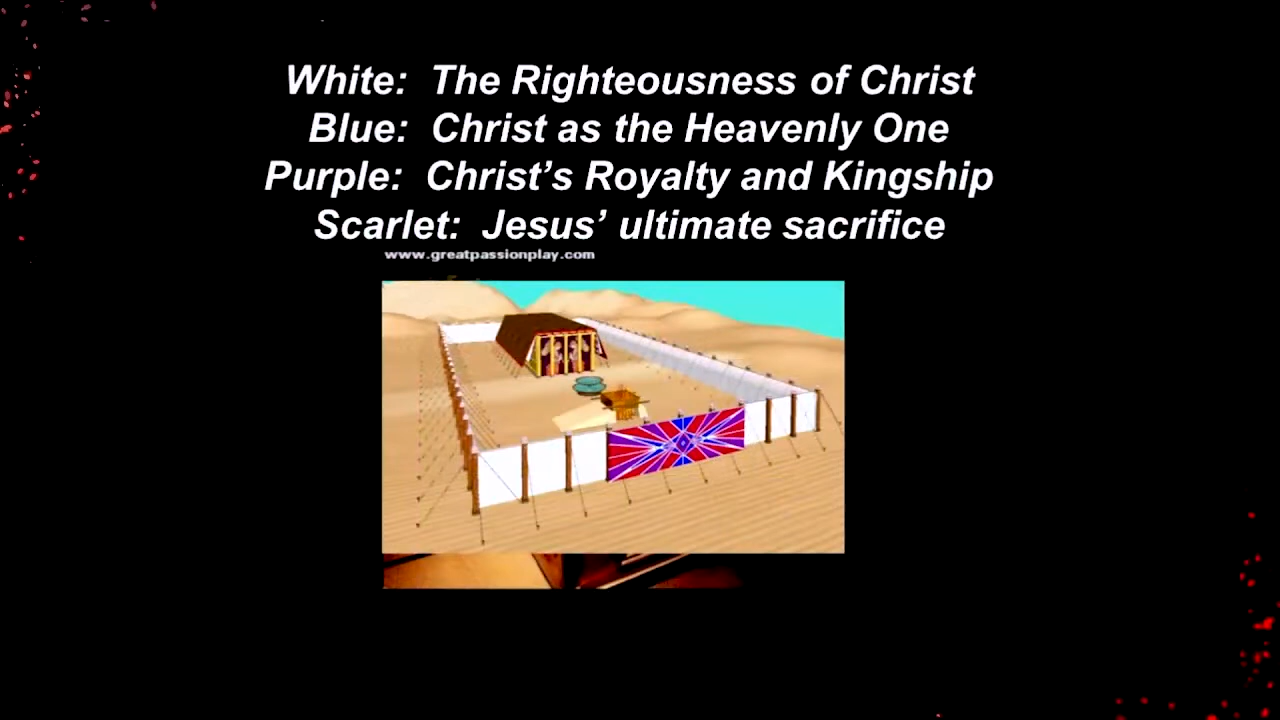 White: The Righteousness of Christ
Blue: Christ as the Heavenly One
Purple: Christ’s Royalty and Kingship
Scarlet: Jesus’ ultimate sacrifice
www.greatpassionplay.com